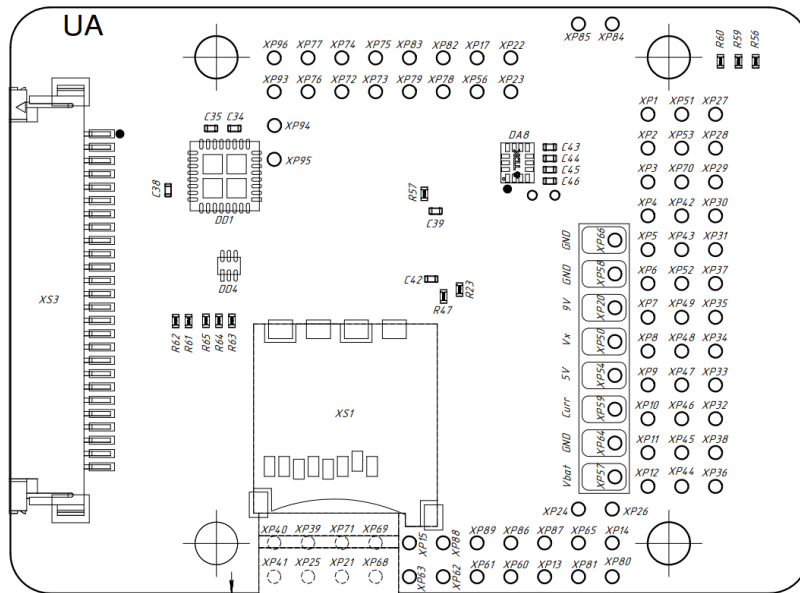 UA
XP85 XP84
XP96 XP77 XP74 XP75 XP83 XP82 XP17 XP22
R60 R59 R56
XP93 XP76 XP72 XP73 XP79 XP78 XP56 XP23
XP1 XP51 XP27
C35 C34
XP94
DA8
TDK
XP2 XP53 XP28
C43
C44
C45
C46
XP95
XP3 XP70 XP29
C38
R57
C39
DD1
XP4 XP42 XP30
GND XP66
XP5 XP43 XP31
DD4
GND XP58
XP6 XP52 XP37
C42
R23
R47
XS3
9V XP20
XP7 XP49 XP35
R62 R61 R65 R64 R63
Vx XP50
XP8 XP48 XP34
5V XP54
XP9 XP47 XP33
XS1
Curr XP59
XP10 XP46 XP32
GND XP64
XP11 XP45 XP38
Vbat XP57
XP12 XP44 XP36
XP24 XP26
XP40 XP39 XP71 XP69 XP15 XP88 XP89 XP86 XP87 XP65 XP14
XP41 XP25 XP21 XP68 XP63 XP62 XP61 XP60 XP13 XP81 XP80